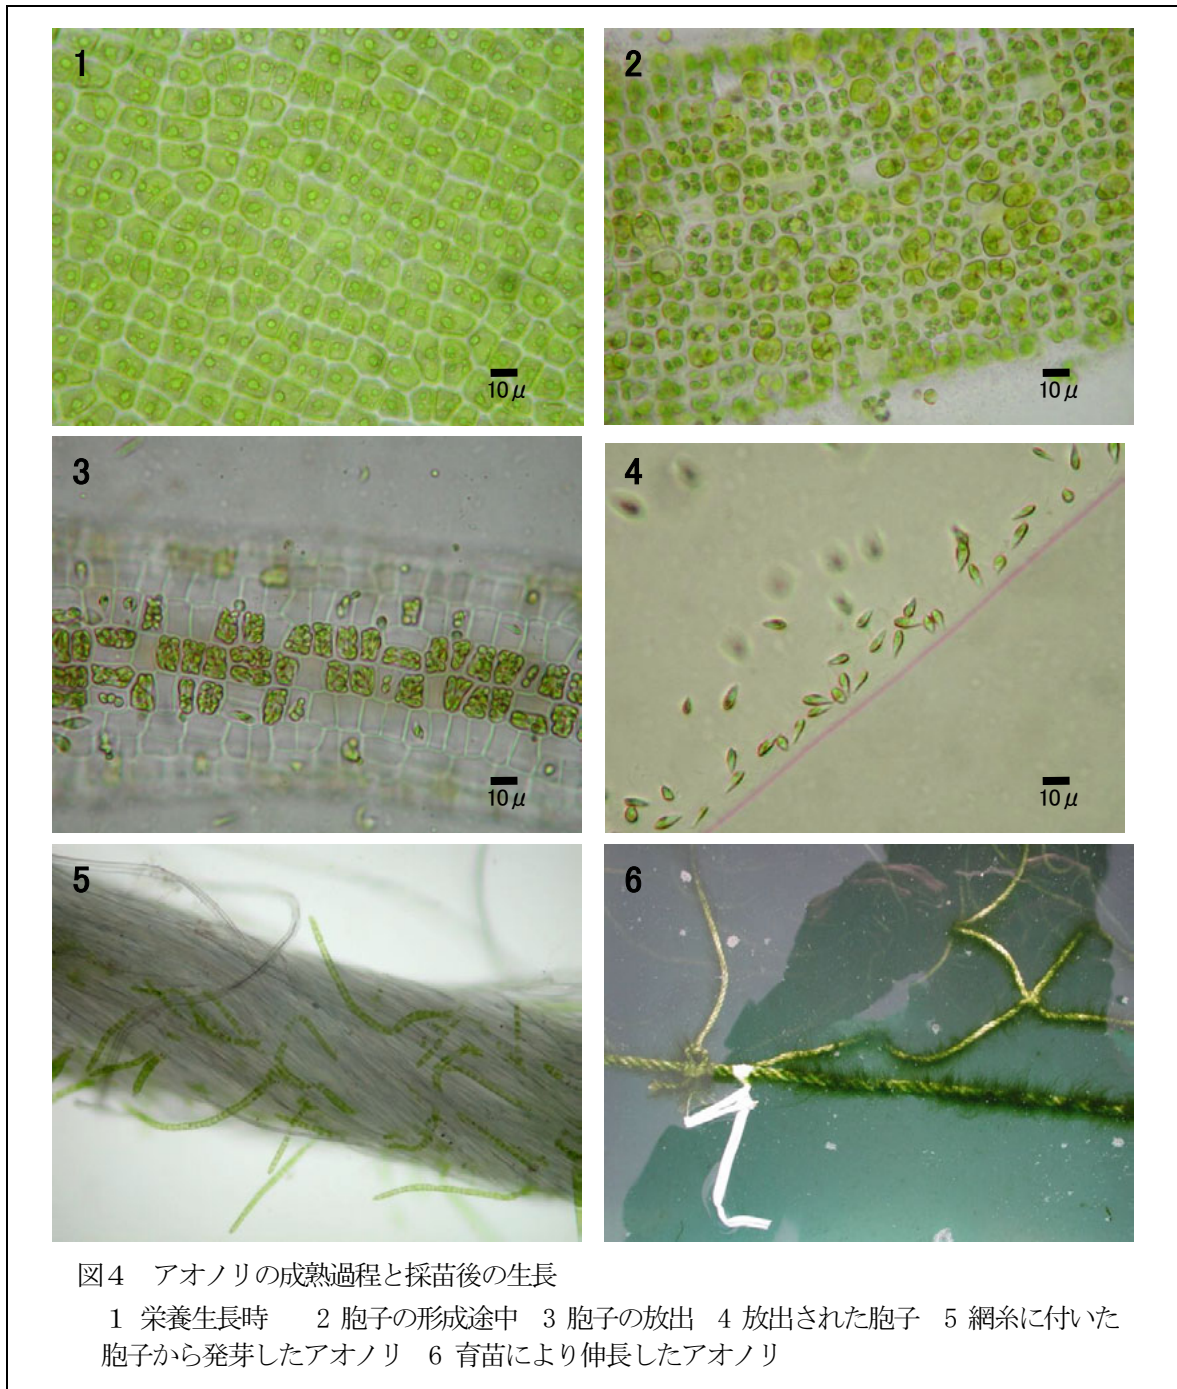 1
2
10μ
10μ
3
4
10μ
10μ
5
6
図4 アオノリの成熟過程と採苗後の生長
1 栄養生長時 2 胞子の形成途中 3 胞子の放出 4 放出された胞子 5 網糸に付いた
胞子から発芽したアオノリ 6 育苗により伸長したアオノリ